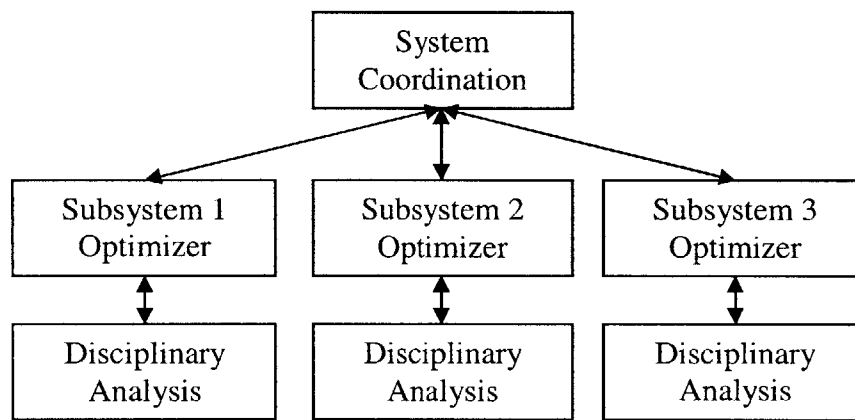 System
Coordination
Subsystem 1
Optimizer
Subsystem 2
Optimizer
Subsystem 3
Optimizer
Disciplinary
Analysis
Disciplinary
Analysis
Disciplinary
Analysis